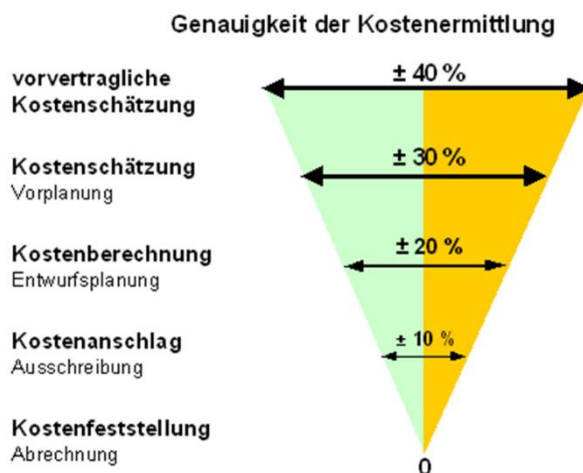 Genauigkeit der Kostenermittlung
vorvertragliche
Kostenschätzung
± 40 %
Kostenschätzung
Vorplanung
± 30 %
Kostenberechnung
Entwurfsplanung
± 20 %
Kostenanschlag
Ausschreibung
± 10 %
Kostenfeststellung
Abrechnung
0